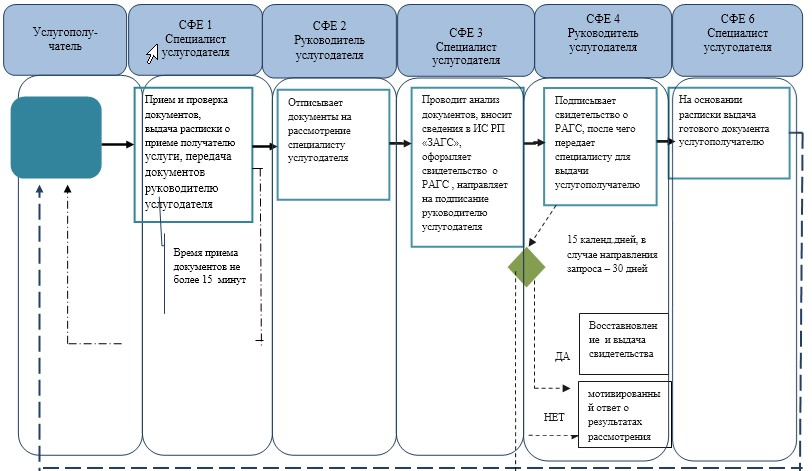 Услугополу-
чатель
СФЕ 1
Специалист
услугодателя
СФЕ 2
Руководитель
услугодателя
СФЕ 3
Специалист
услугодателя
СФЕ 4
Руководитель
услугодателя
СФЕ 6
Специалист
услугодателя
Прием и проверка
документов,
выдача расписки о
приеме получателю
услуги, передача
документов
руководителю
услугодателя
Отписывает
документы на
рассмотрение
специалисту
услугодателя
Проводит анализ
документов, вносит
сведения в ИС РП
«ЗАГС»,
оформляет
свидетельство о
РАГС , направляет
на подписание
руководителю
услугодателя
Подписывает
свидетельство о
РАГС, после чего
передает
специалисту для
выдачи
услугополучателю
На основании
расписки выдача
готового документа
услугополучателю
Время приема
документов не
более 15 минут
15 календ.дней, в
случае направления
запроса – 30 дней
Восстановлен
ие и выдача
свидетельства
ДА
мотивированны
й ответ о
результатах
рассмотрения
НЕТ